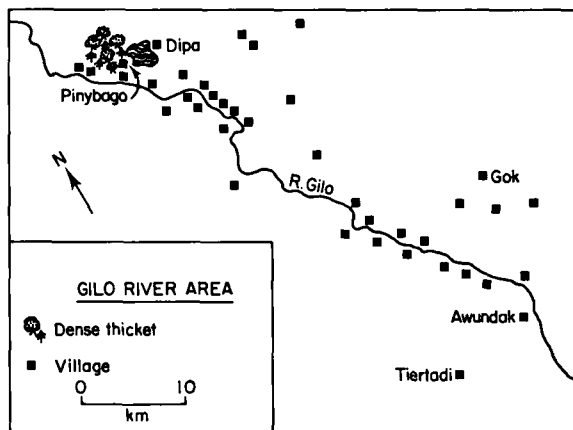 Dipa
Pinybago
N
R. Gilo
Gok
GILO RIVER AREA
Dense thicket
Village
0 10
km
Awundak
Tiertadi